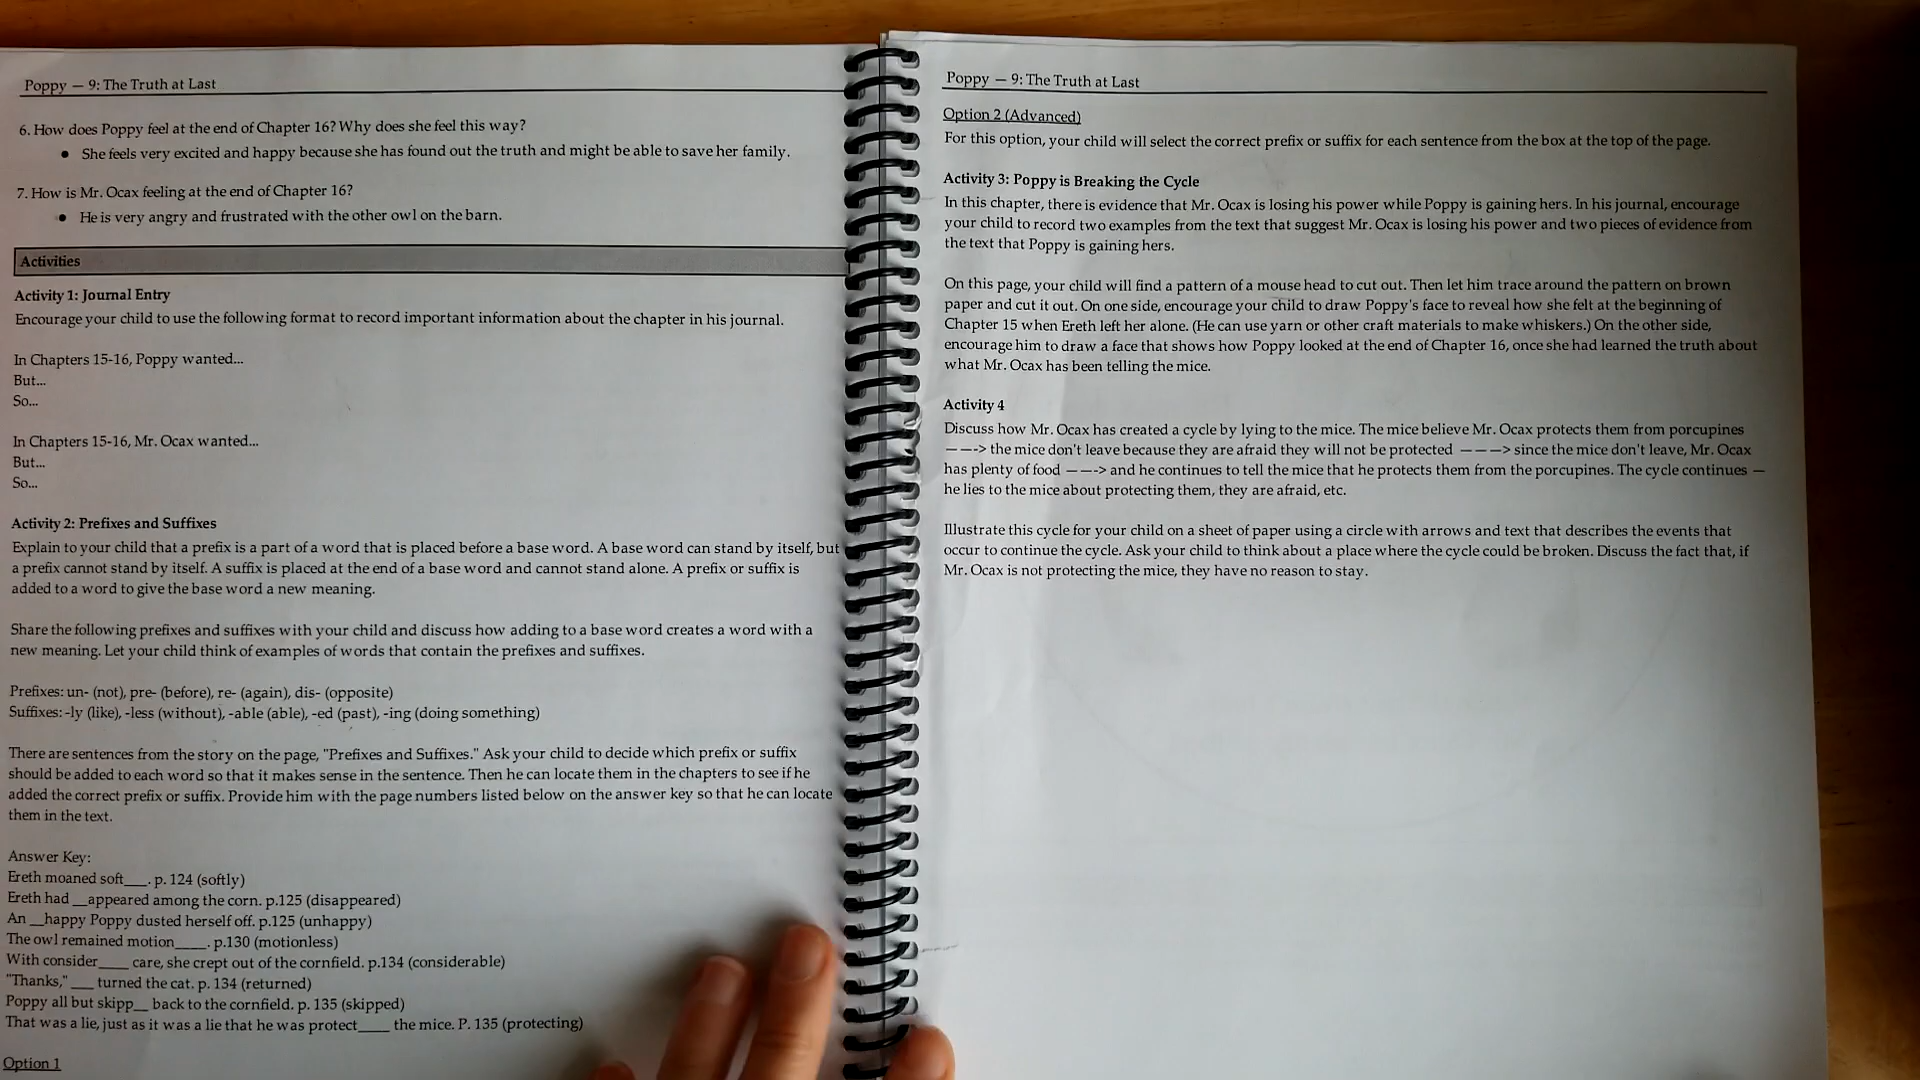 Poppy — 9: The Truth at Last
6. How does Poppy feel at the end of Chapter 16? Why does she feel this way?
• She feels very excited and happy because she has found out the truth and might be able to save her family.
7. How is Mr. Ocax feeling at the end of Chapter 16?
• He is very angry and frustrated with the other owl on the barn.
Activities
Activity 1: Journal Entry
Encourage your child to use the following format to record important information about the chapter in his journal.
In Chapters 15-16, Poppy wanted...
But...
So...
In Chapters 15-16, Mr. Ocax wanted...
But...
So...
Activity 2: Prefixes and Suffixes
Explain to your child that a prefix is a part of a word that is placed before a base word. A base word can stand by itself, but
a prefix cannot stand by itself. A suffix is placed at the end of a base word and cannot stand alone. A prefix or suffix is
added to a word to give the base word a new meaning.
Share the following prefixes and suffixes with your child and discuss how adding to a base word creates a word with a
new meaning. Let your child think of examples of words that contain the prefixes and suffixes.
Prefixes: un- (not), pre- (before), re- (again), dis- (opposite)
Suffixes: -ly (like), -less (without), -able (able), -ed (past), -ing (doing something)
There are sentences from the story on the page, "Prefixes and Suffixes." Ask your child to decide which prefix or suffix
should be added to each word so that it makes sense in the sentence. Then he can locate them in the chapters to see if he
added the correct prefix or suffix. Provide him with the page numbers listed below on the answer key so that he can locate
them in the text.
Answer Key:
Ereth moaned soft___. p. 124 (softly)
Ereth had __appeared among the corn. p.125 (disappeared)
An __happy Poppy dusted herself off. p.125 (unhappy)
The owl remained motion____. p.130 (motionless)
With consider____ care, she crept out of the cornfield. p.134 (considerable)
"Thanks," ___ turned the cat. p. 134 (returned)
Poppy all but skipp__ back to the cornfield. p. 135 (skipped)
That was a lie, just as it was a lie that he was protect____ the mice. P. 135 (protecting)
Option 1
Poppy — 9: The Truth at Last
Option 2 (Advanced)
For this option, your child will select the correct prefix or suffix for each sentence from the box at the top of the page.
Activity 3: Poppy is Breaking the Cycle
In this chapter, there is evidence that Mr. Ocax is losing his power while Poppy is gaining hers. In his journal, encourage
your child to record two examples from the text that suggest Mr. Ocax is losing his power and two pieces of evidence from
the text that Poppy is gaining hers.
On this page, your child will find a pattern of a mouse head to cut out. Then let him trace around the pattern on brown
paper and cut it out. On one side, encourage your child to draw Poppy's face to reveal how she felt at the beginning of
Chapter 15 when Ereth left her alone. (He can use yarn or other craft materials to make whiskers.) On the other side,
encourage him to draw a face that shows how Poppy looked at the end of Chapter 16, once she had learned the truth about
what Mr. Ocax has been telling the mice.
Activity 4
Discuss how Mr. Ocax has created a cycle by lying to the mice. The mice believe Mr. Ocax protects them from porcupines
— —-> the mice don't leave because they are afraid they will not be protected — — —> since the mice don't leave, Mr. Ocax
has plenty of food — —-> and he continues to tell the mice that he protects them from the porcupines. The cycle continues —
he lies to the mice about protecting them, they are afraid, etc.
Illustrate this cycle for your child on a sheet of paper using a circle with arrows and text that describes the events that
occur to continue the cycle. Ask your child to think about a place where the cycle could be broken. Discuss the fact that, if
Mr. Ocax is not protecting the mice, they have no reason to stay.